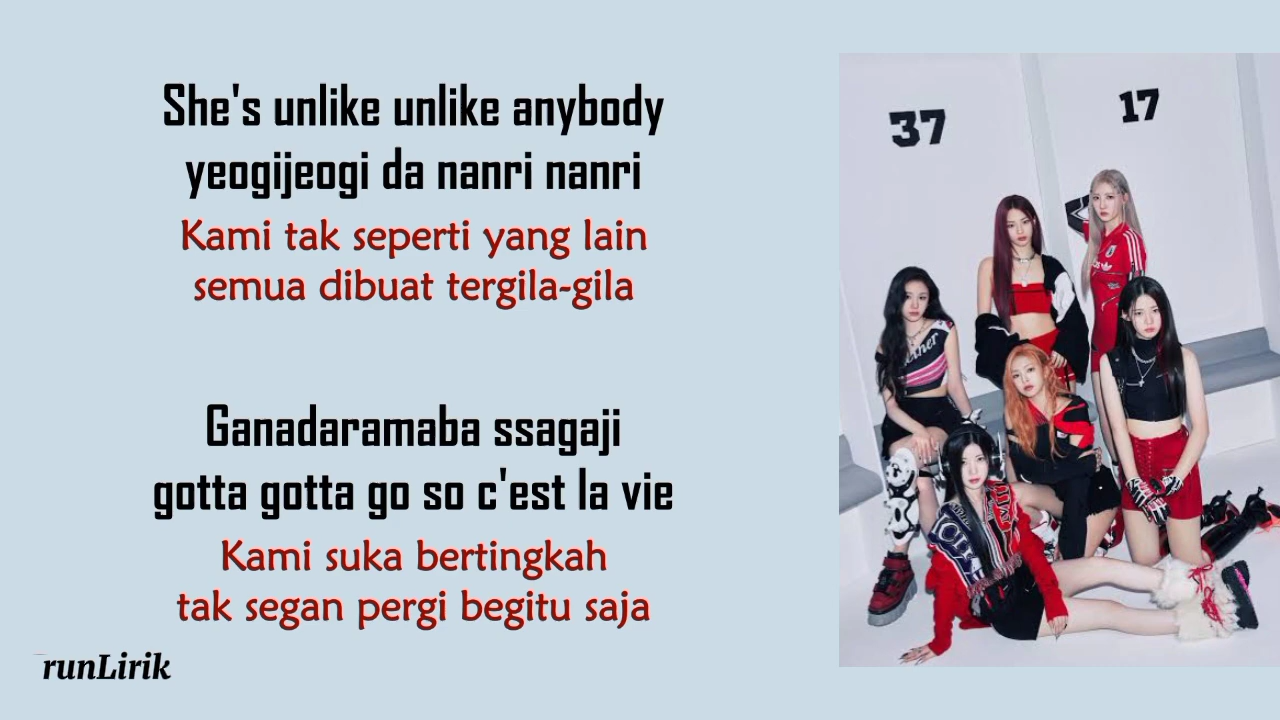 She's unlike unlike anybody
yeogijeogi da nanri nanri
Kami tak seperti yang lain
semua dibuat tergila-gila
Ganadaramaba ssagaji
gotta gotta go so c'est la vie
Kami suka bertingkah
tak segan pergi begitu saja
runLirik
37
17